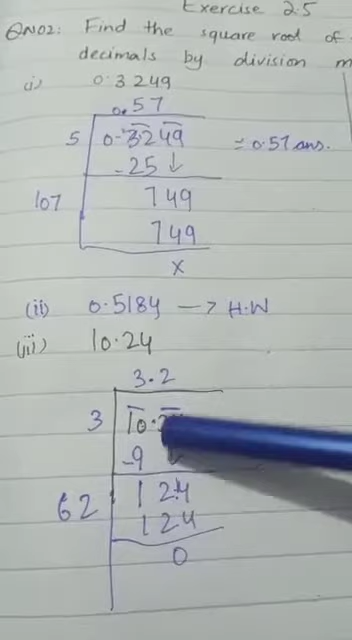 Exercise 2.5
QNO2: Find the square root of
decimals by division
(i) 0.3249
0.57
5 0.3249 = 0.57 ans.
-25 ↓
107 749
749
x
(ii) 0.5184 → H.W
(iii) 10.24
3.2
3 10.
-9 ↓
62 124
124
0